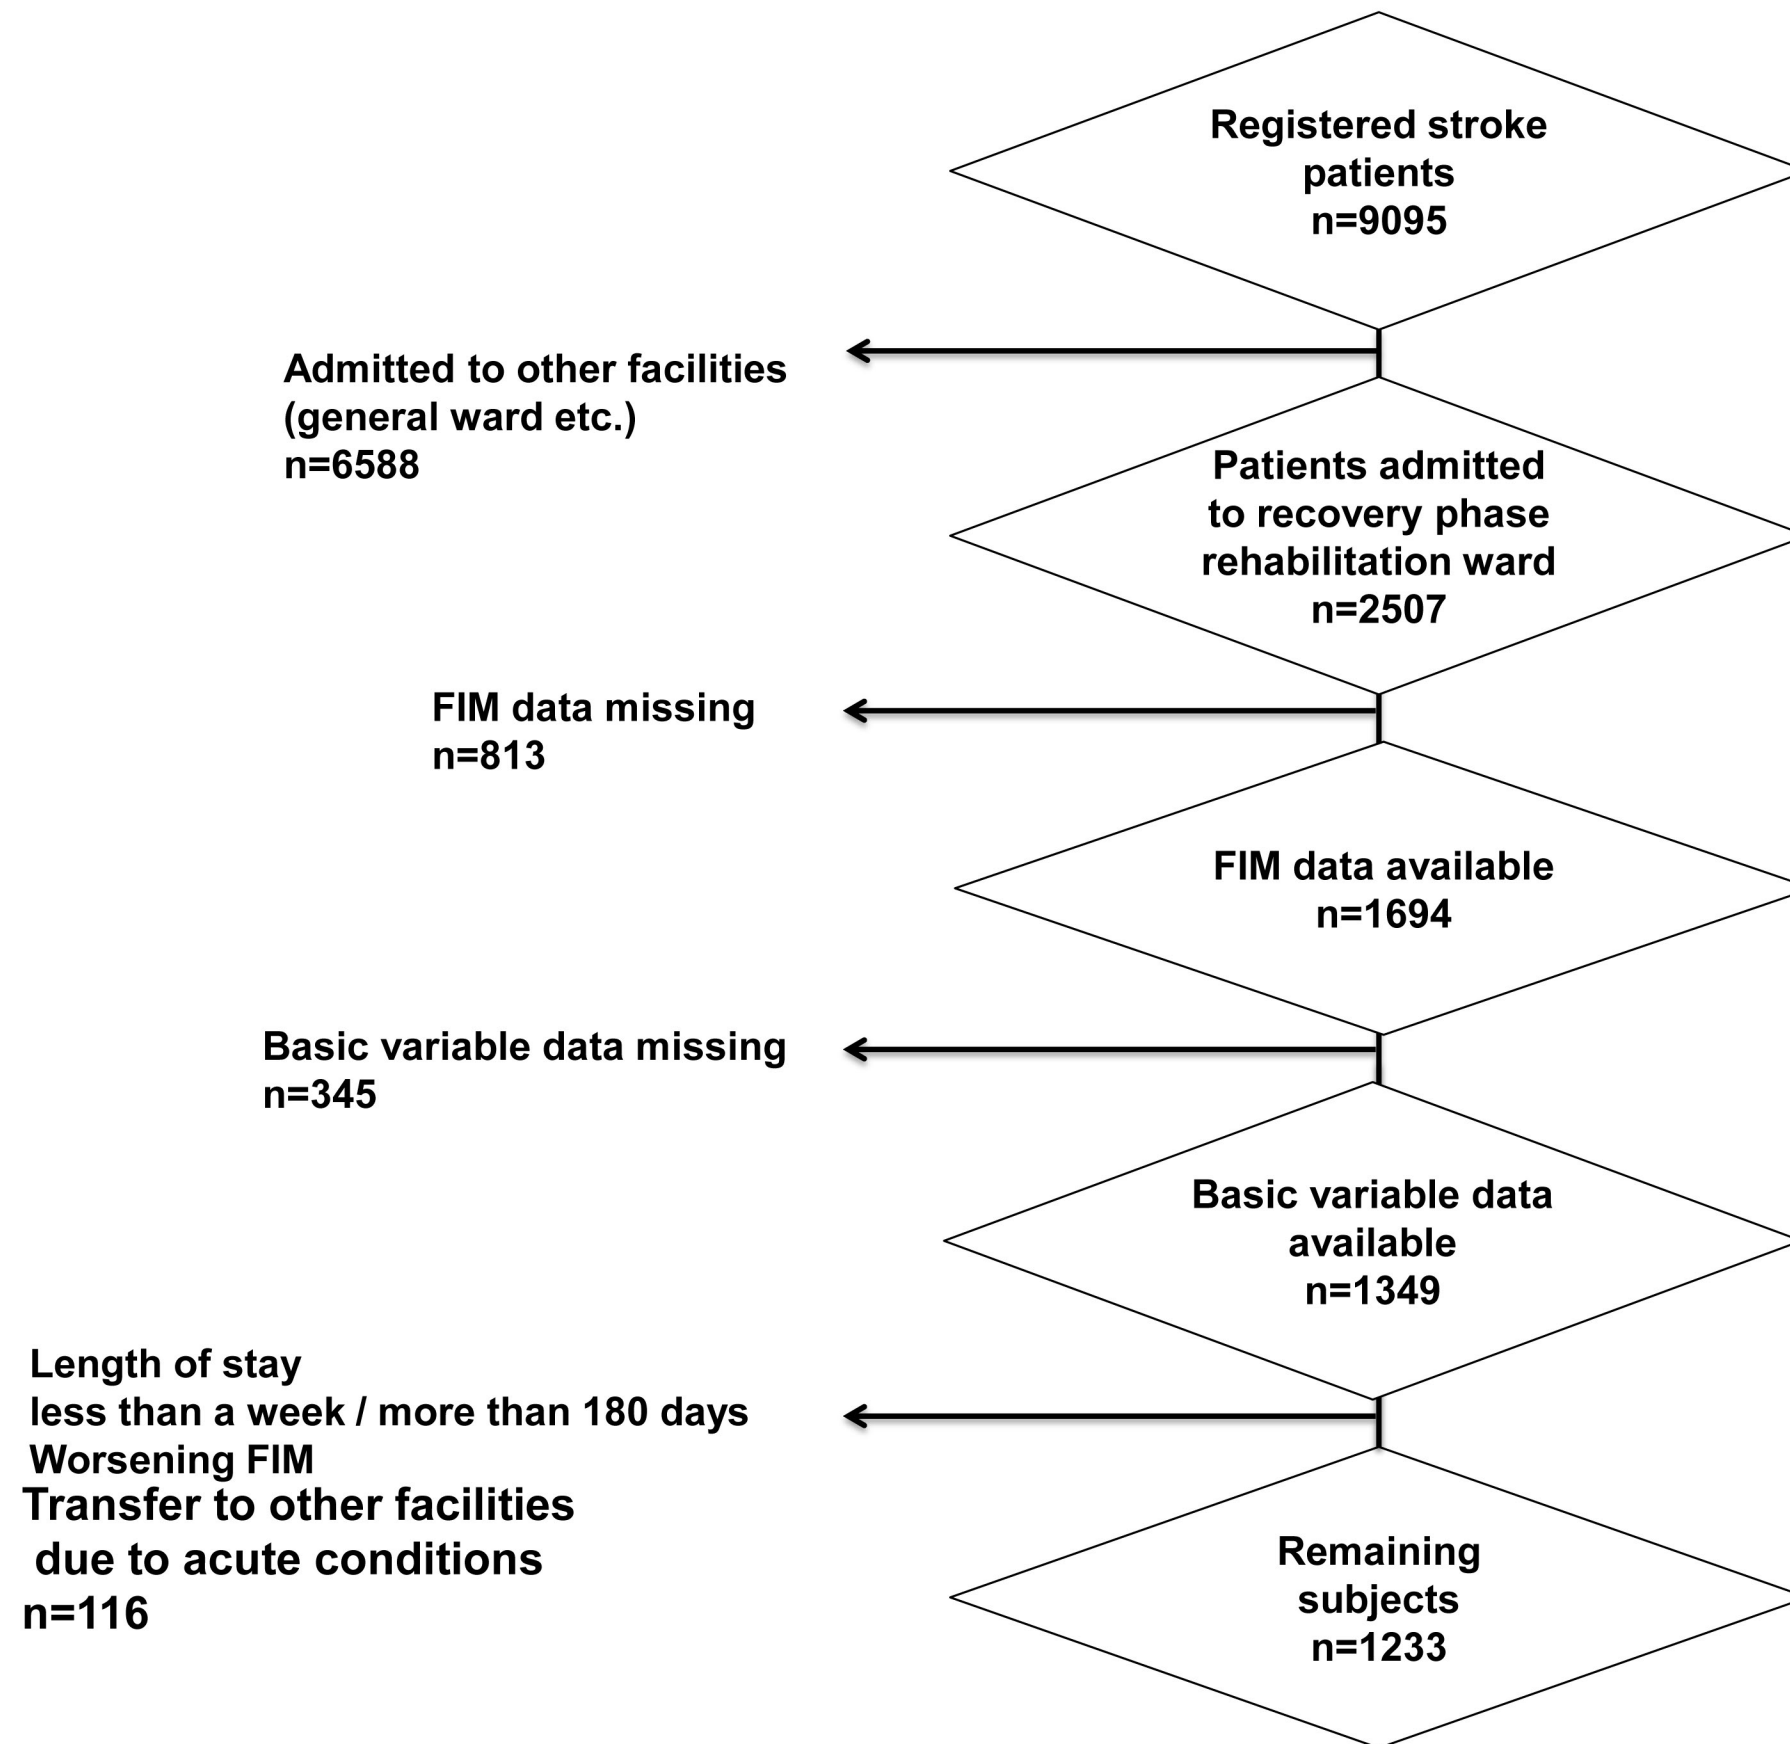 Registered stroke
patients
n=9095
Admitted to other facilities
(general ward etc.)
n=6588
Patients admitted
to recovery phase
rehabilitation ward
n=2507
FIM data missing
n=813
FIM data available
n=1694
Basic variable data missing
n=345
Basic variable data
available
n=1349
Length of stay
less than a week / more than 180 days
Worsening FIM
Transfer to other facilities
due to acute conditions
n=116
Remaining
subjects
n=1233